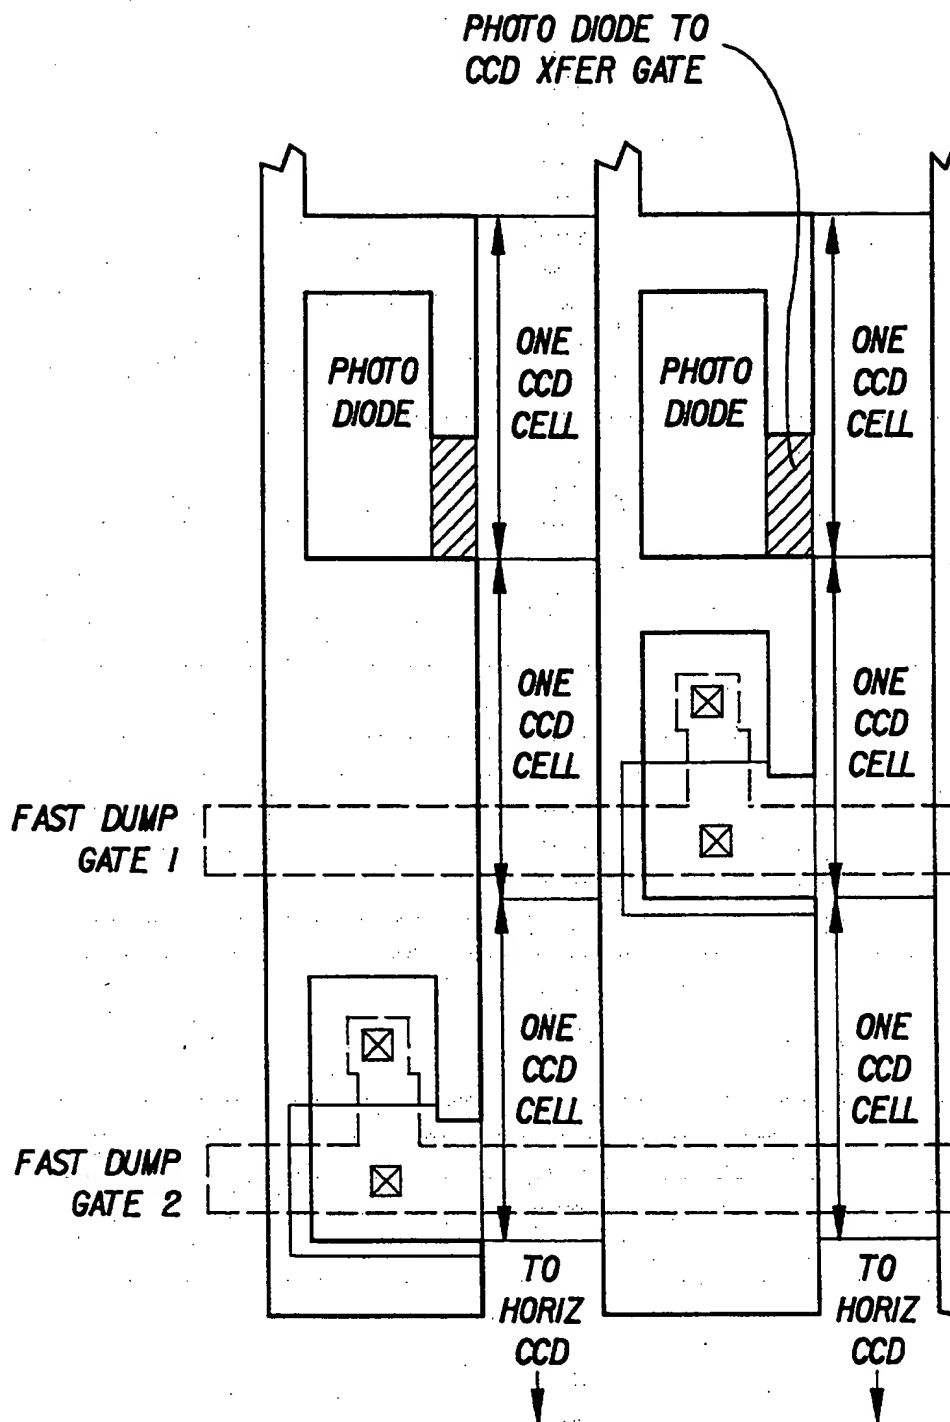 PHOTO DIODE TO
CCD XFER GATE
PHOTO
DIODE
ONE
CCD
CELL
PHOTO
DIODE
ONE
CCD
CELL
ONE
CCD
CELL
ONE
CCD
CELL
FAST DUMP
GATE 1
ONE
CCD
CELL
ONE
CCD
CELL
FAST DUMP
GATE 2
TO
HORIZ
CCD
TO
HORIZ
CCD